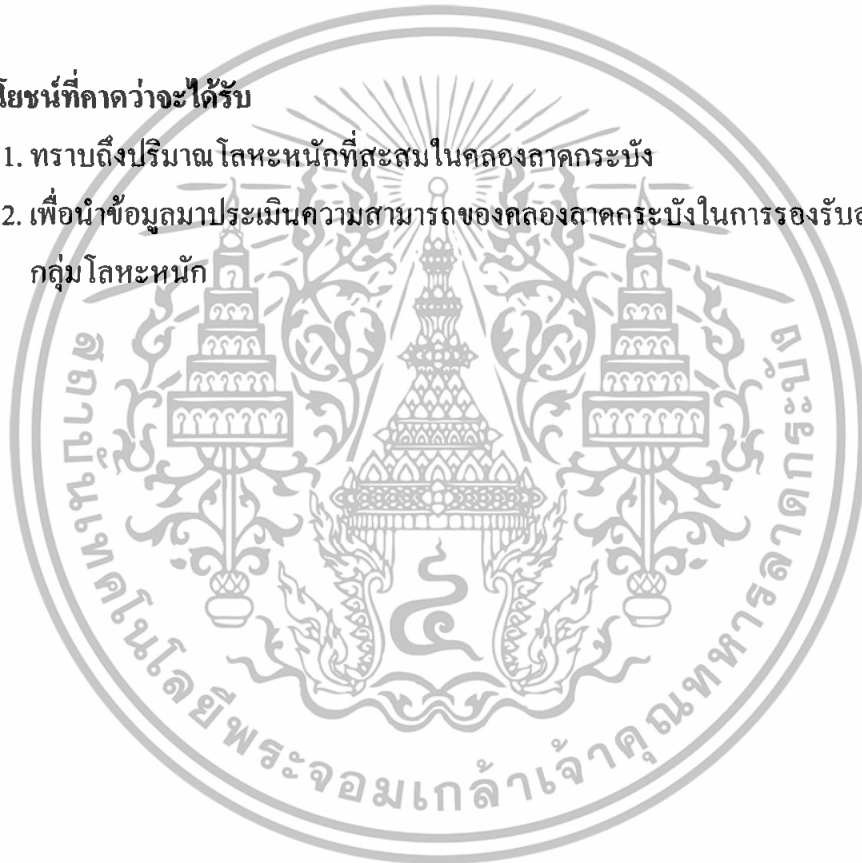 โยชน์ที่คาดว่าจะได้รับ
1. ทราบถึงปริมาณโลหะหนักที่สะสมในคลองลาดกระบัง
2. เพื่อนำข้อมูลมาประเมินความสามารถของคลองลาดกระบังในการรองรับ
กลุ่มโลหะหนัก
สถาบันเทคโนโลยีพระจอมเกล้าเจ้าคุณทหารลาดกระบัง